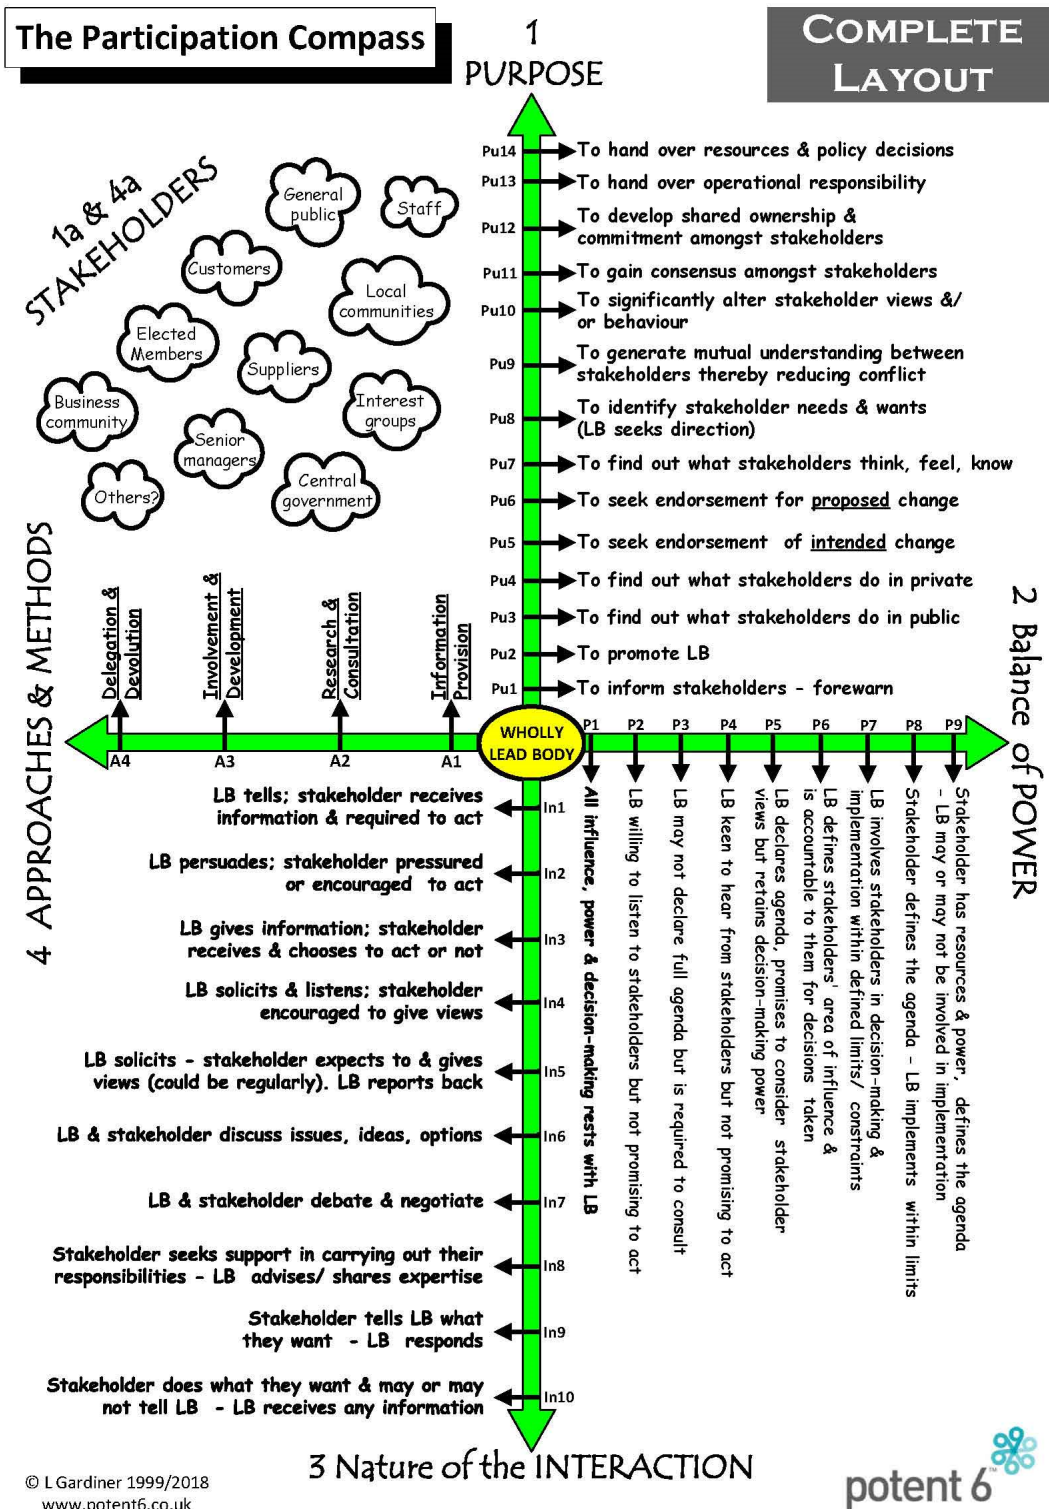 The Participation Compass
1
PURPOSE
COMPLETE
LAYOUT
1a & 4a
STAKEHOLDERS
General
public
Staff
Customers
Local
communities
Elected
Members
Suppliers
Business
community
Interest
groups
Senior
managers
Central
government
Others?
Pu14
To hand over resources & policy decisions
Pu13
To hand over operational responsibility
Pu12
To develop shared ownership &
commitment amongst stakeholders
Pu11
To gain consensus amongst stakeholders
Pu10
To significantly alter stakeholder views &/
or behaviour
Pu9
To generate mutual understanding between
stakeholders thereby reducing conflict
Pu8
To identify stakeholder needs & wants
(LB seeks direction)
Pu7
To find out what stakeholders think, feel, know
Pu6
To seek endorsement for proposed change
Pu5
To seek endorsement of intended change
Pu4
To find out what stakeholders do in private
Pu3
To find out what stakeholders do in public
Pu2
To promote LB
Pu1
To inform stakeholders - forewarn
4 APPROACHES & METHODS
Delegation &
Devolution
Involvement &
Development
Research &
Consultation
Information
Provision
A4
A3
A2
A1
WHOLLY
LEAD BODY
2 Balance of POWER
P1
P2
P3
P4
P5
P6
P7
P8
P9
All influence, power & decision-making rests with LB
LB willing to listen to stakeholders but not promising to act
LB may not declare full agenda but is required to consult
LB keen to hear from stakeholders but not promising to act
LB declares agenda, promises to consider stakeholder
views but retains decision-making power
LB defines stakeholders' area of influence &
is accountable to them for decisions taken
LB involves stakeholders in decision-making &
implementation within defined limits/ constraints
Stakeholder defines the agenda - LB implements within limits
Stakeholder has resources & power, defines the agenda
- LB may or may not be involved in implementation
LB tells; stakeholder receives
information & required to act
In1
LB persuades; stakeholder pressured
or encouraged to act
In2
LB gives information; stakeholder
receives & chooses to act or not
In3
LB solicits & listens; stakeholder
encouraged to give views
In4
LB solicits - stakeholder expects to & gives
views (could be regularly). LB reports back
In5
LB & stakeholder discuss issues, ideas, options
In6
LB & stakeholder debate & negotiate
In7
Stakeholder seeks support in carrying out their
responsibilities - LB advises/ shares expertise
In8
Stakeholder tells LB what
they want - LB responds
In9
Stakeholder does what they want & may or may
not tell LB - LB receives any information
In10
3 Nature of the INTERACTION
© L Gardiner 1999/2018
www.potent6.co.uk
potent 6™